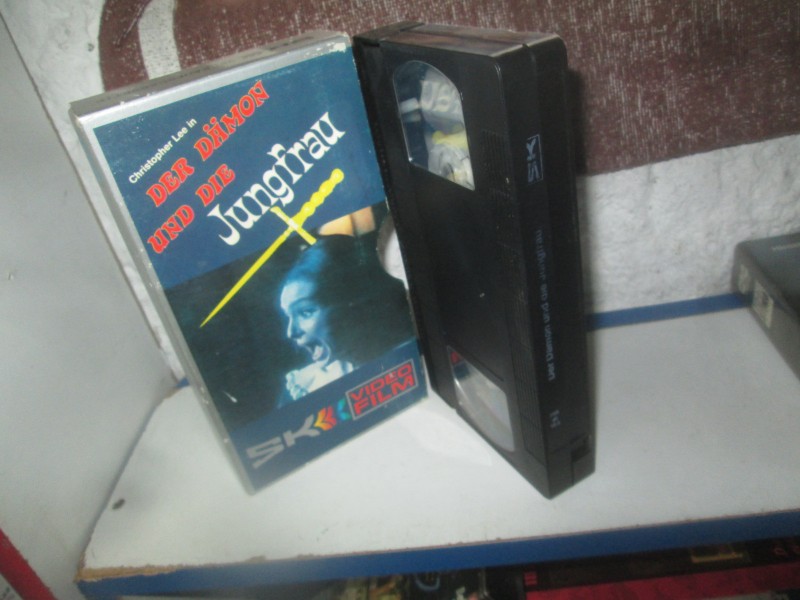 Christopher Lee in
DER DÄMON
UND DIE
Jungfrau
SK
VIDEO
FILM
SK
Der Dämon und die Jungfrau